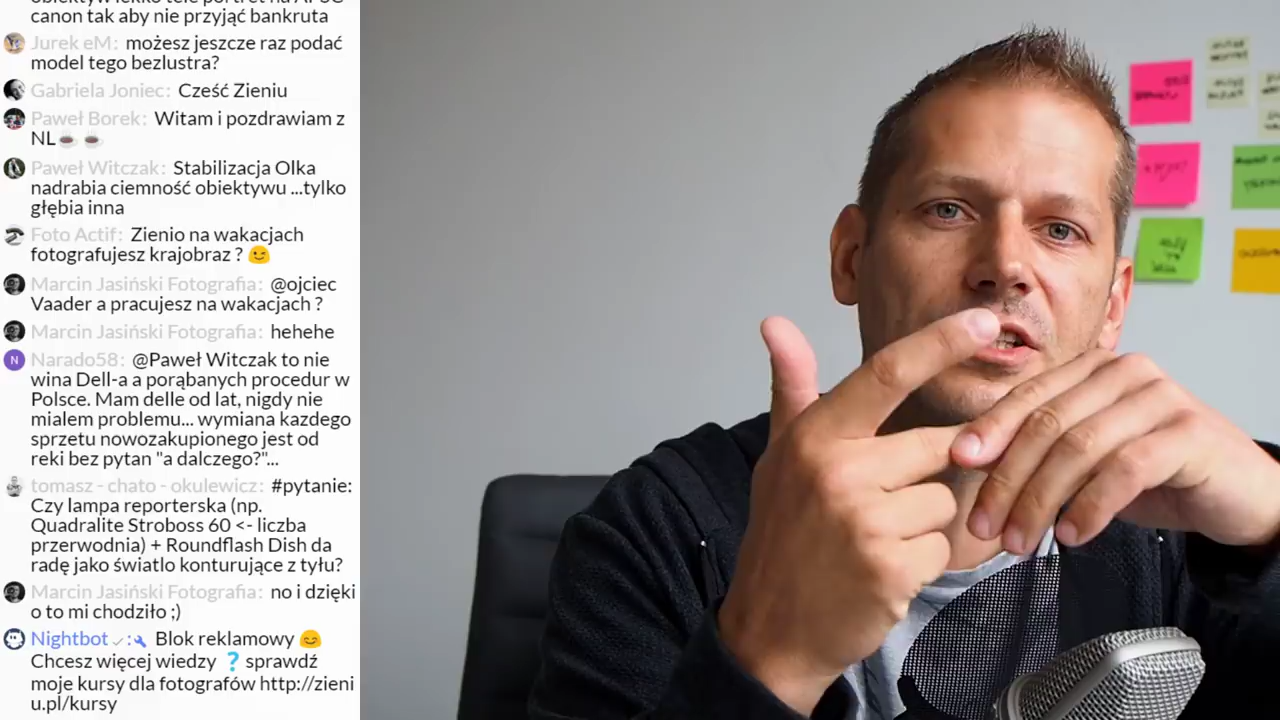 canon tak aby nie przyjąć bankruta
Jurek eM: możesz jeszcze raz podać
model tego bezlustra?
Gabriela Joniec: Cześć Zieniu
Paweł Borek: Witam i pozdrawiam z
NL☕ ☕
Paweł Witczak: Stabilizacja Olka
nadrabia ciemność obiektywu ...tylko
głębia inna
Foto Actif: Zienio na wakacjach
fotografujesz krajobraz ? 😉
Marcin Jasiński Fotografia: @ojciec
Vaader a pracujesz na wakacjach ?
Marcin Jasiński Fotografia: hehehe
N Narado58: @Paweł Witczak to nie
wina Dell-a a porąbanych procedur w
Polsce. Mam delle od lat, nigdy nie
mialem problemu... wymiana kazdego
sprzetu nowozakupionego jest od
reki bez pytan "a dalczego?"...
tomasz - chato - okulewicz: #pytanie:
Czy lampa reporterska (np.
Quadralite Stroboss 60 <- liczba
przerwodnia) + Roundflash Dish da
radę jako światlo konturujące z tyłu?
Marcin Jasiński Fotografia: no i dzięki
o to mi chodziło ;)
Nightbot ✓:🔧 Blok reklamowy 😊
Chcesz więcej wiedzy ❔ sprawdź
moje kursy dla fotografów http://zieni
u.pl/kursy